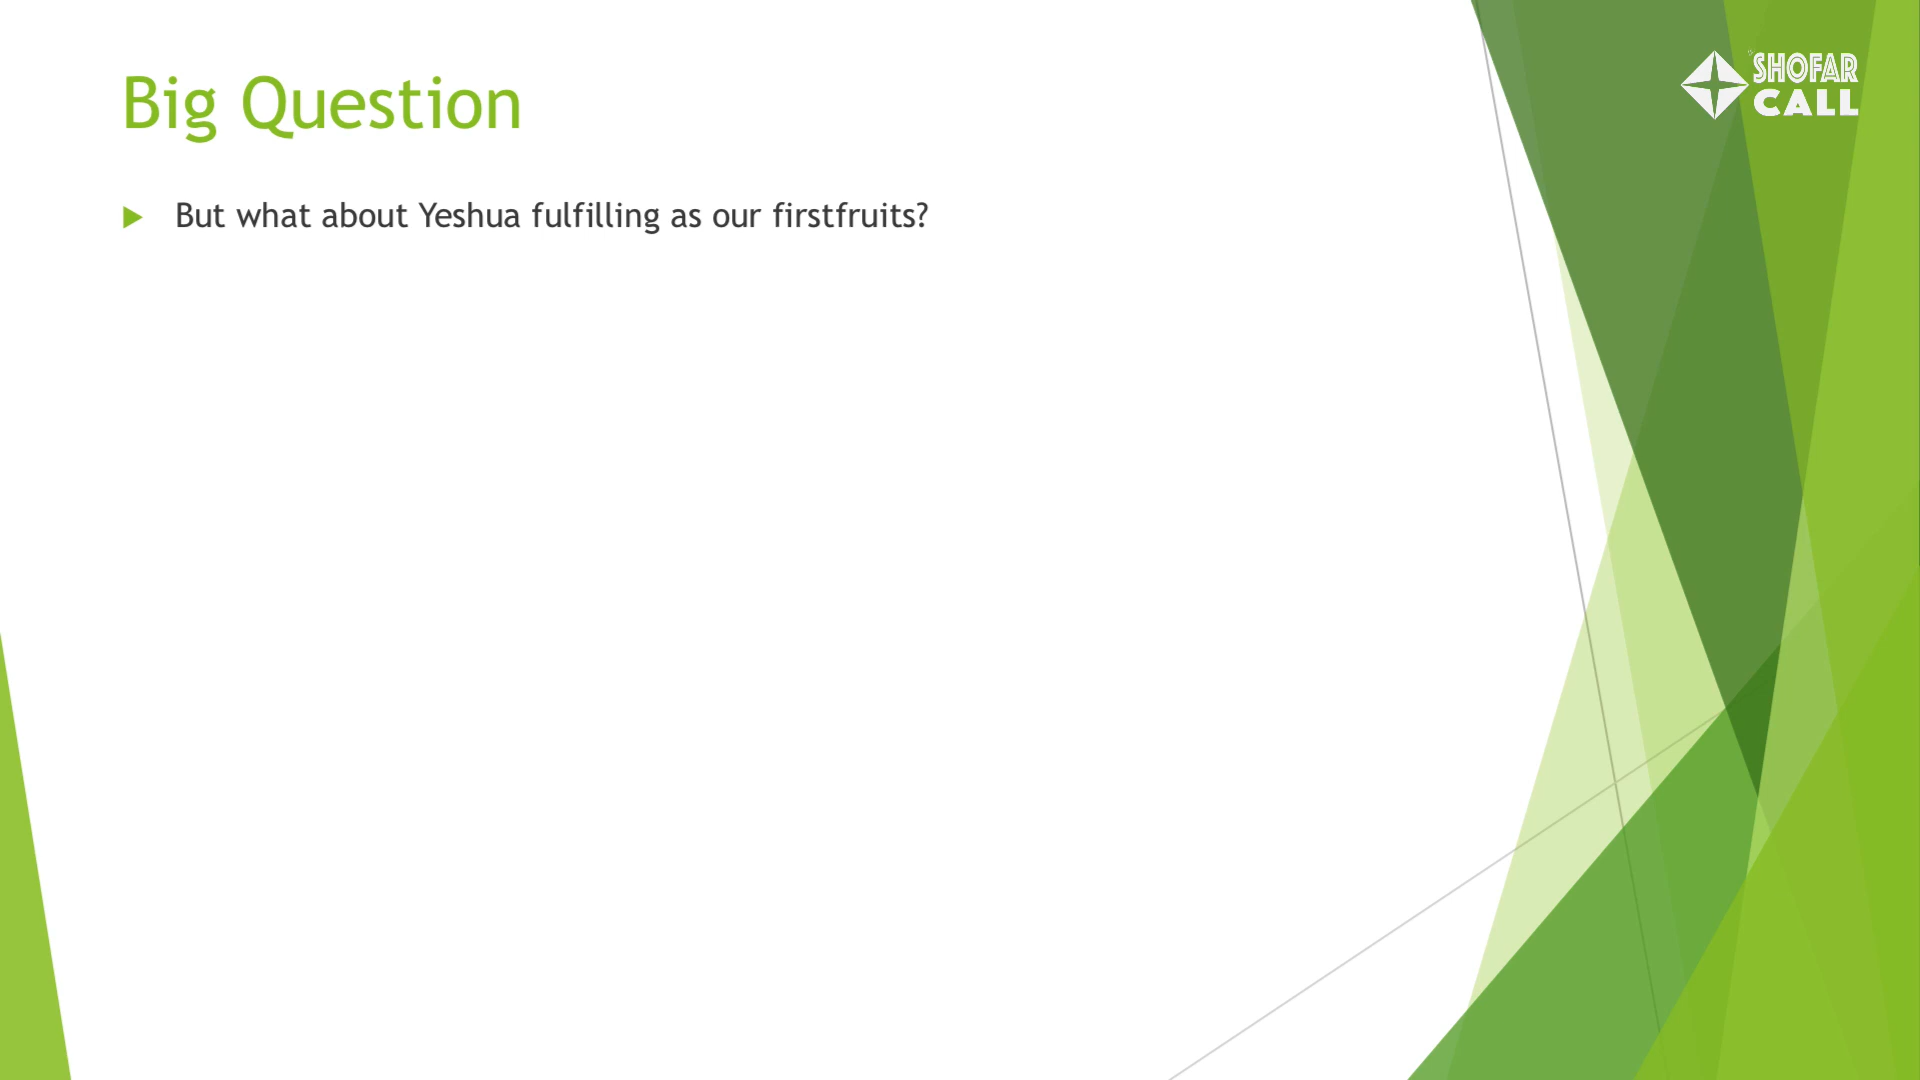 Big Question
But what about Yeshua fulfilling as our firstfruits?
SHOFAR
CALL